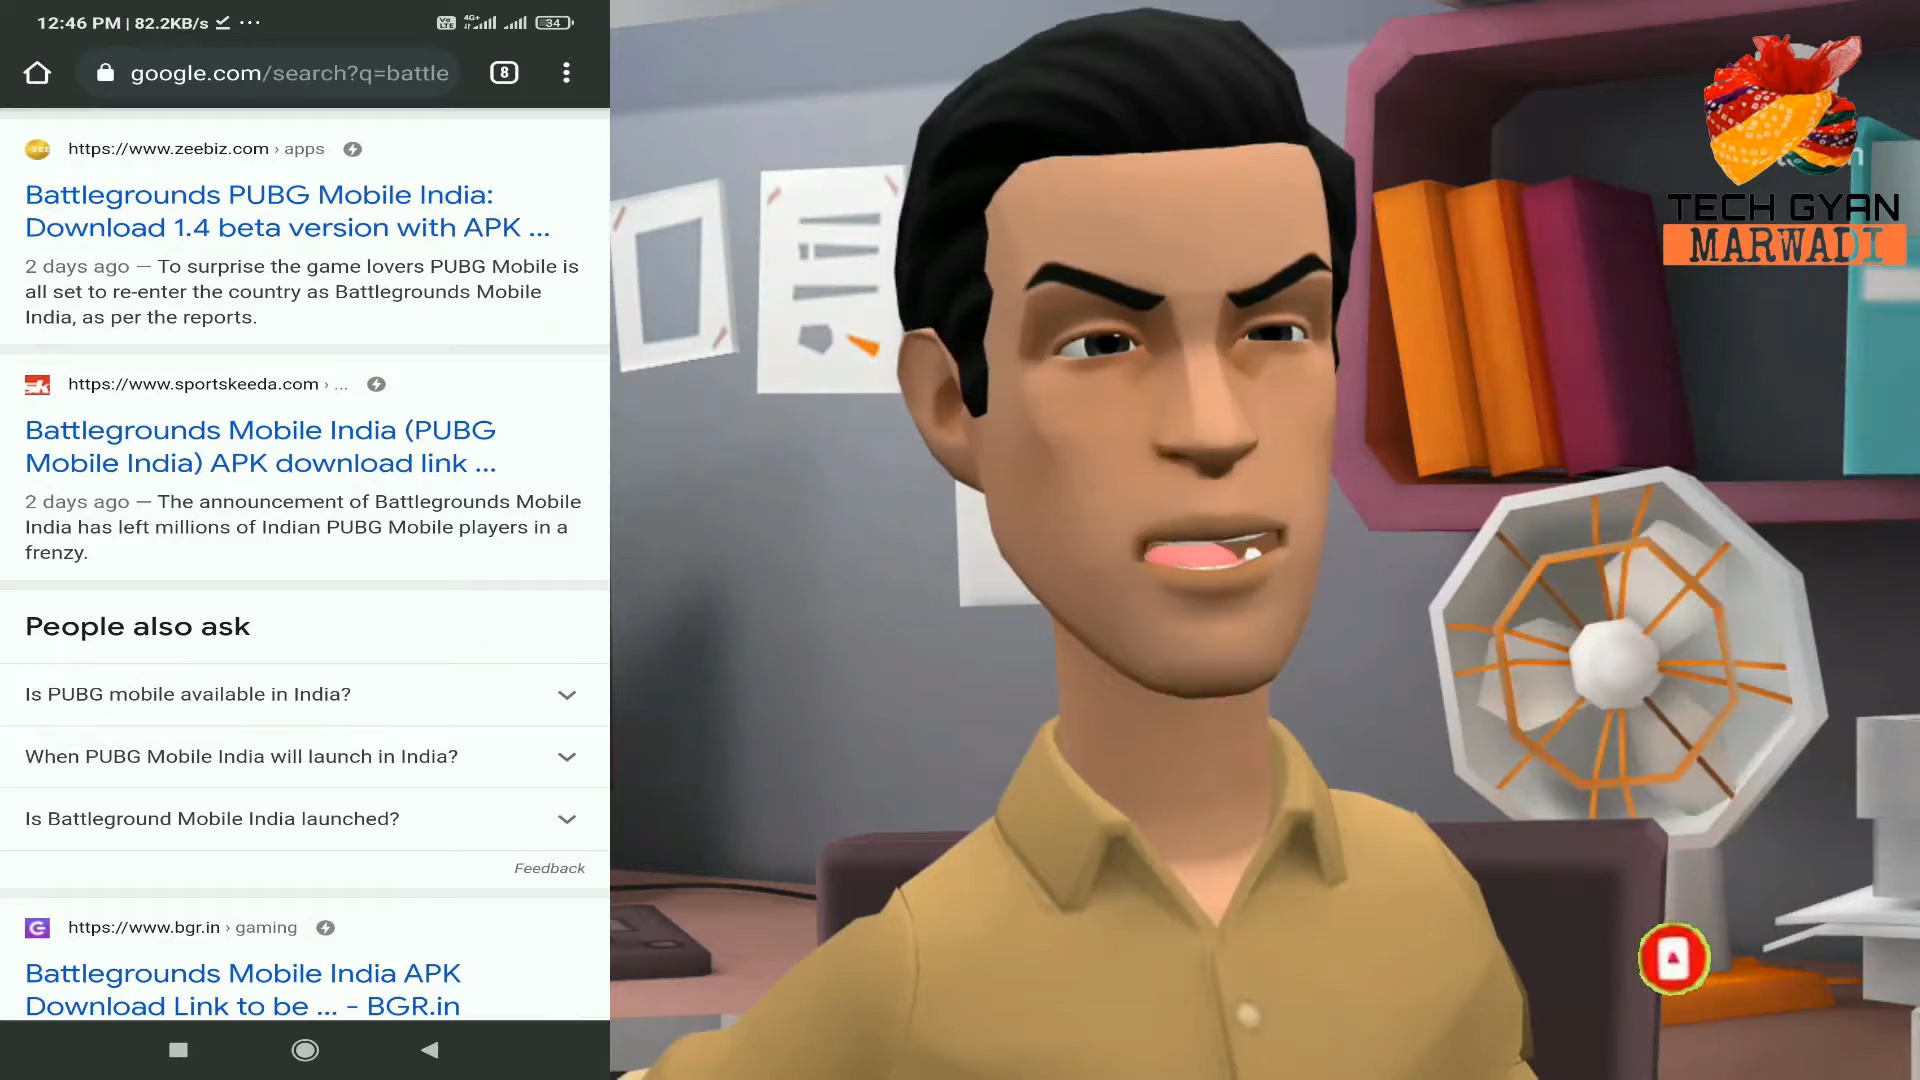 12:46 PM | 82.2KB/s ...
Vo LTE 4G+ 34
google.com/search?q=battle
8
https://www.zeebiz.com › apps
Battlegrounds PUBG Mobile India:
Download 1.4 beta version with APK ...
2 days ago — To surprise the game lovers PUBG Mobile is
all set to re-enter the country as Battlegrounds Mobile
India, as per the reports.
sk
https://www.sportskeeda.com › ...
Battlegrounds Mobile India (PUBG
Mobile India) APK download link ...
2 days ago — The announcement of Battlegrounds Mobile
India has left millions of Indian PUBG Mobile players in a
frenzy.
People also ask
Is PUBG mobile available in India?
When PUBG Mobile India will launch in India?
Is Battleground Mobile India launched?
Feedback
https://www.bgr.in › gaming
Battlegrounds Mobile India APK
Download Link to be ... - BGR.in
TECH GYAN
MARWADI